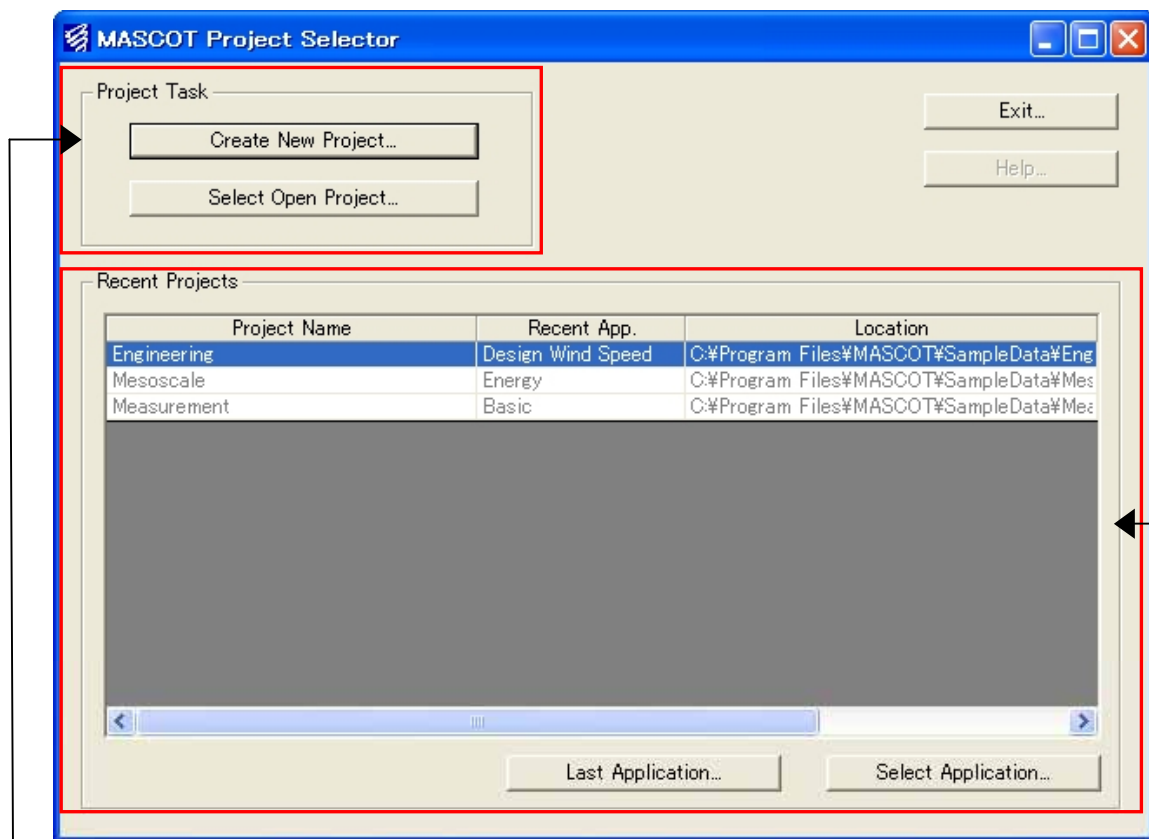 MASCOT Project Selector
Project Task
Create New Project...
Select Open Project...
Exit...
Help...
Recent Projects
Project Name Recent App. Location
Engineering Design Wind Speed C:¥Program Files¥MASCOT¥SampleData¥Eng
Mesoscale Energy C:¥Program Files¥MASCOT¥SampleData¥Mes
Measurement Basic C:¥Program Files¥MASCOT¥SampleData¥Mea
Last Application...
Select Application...